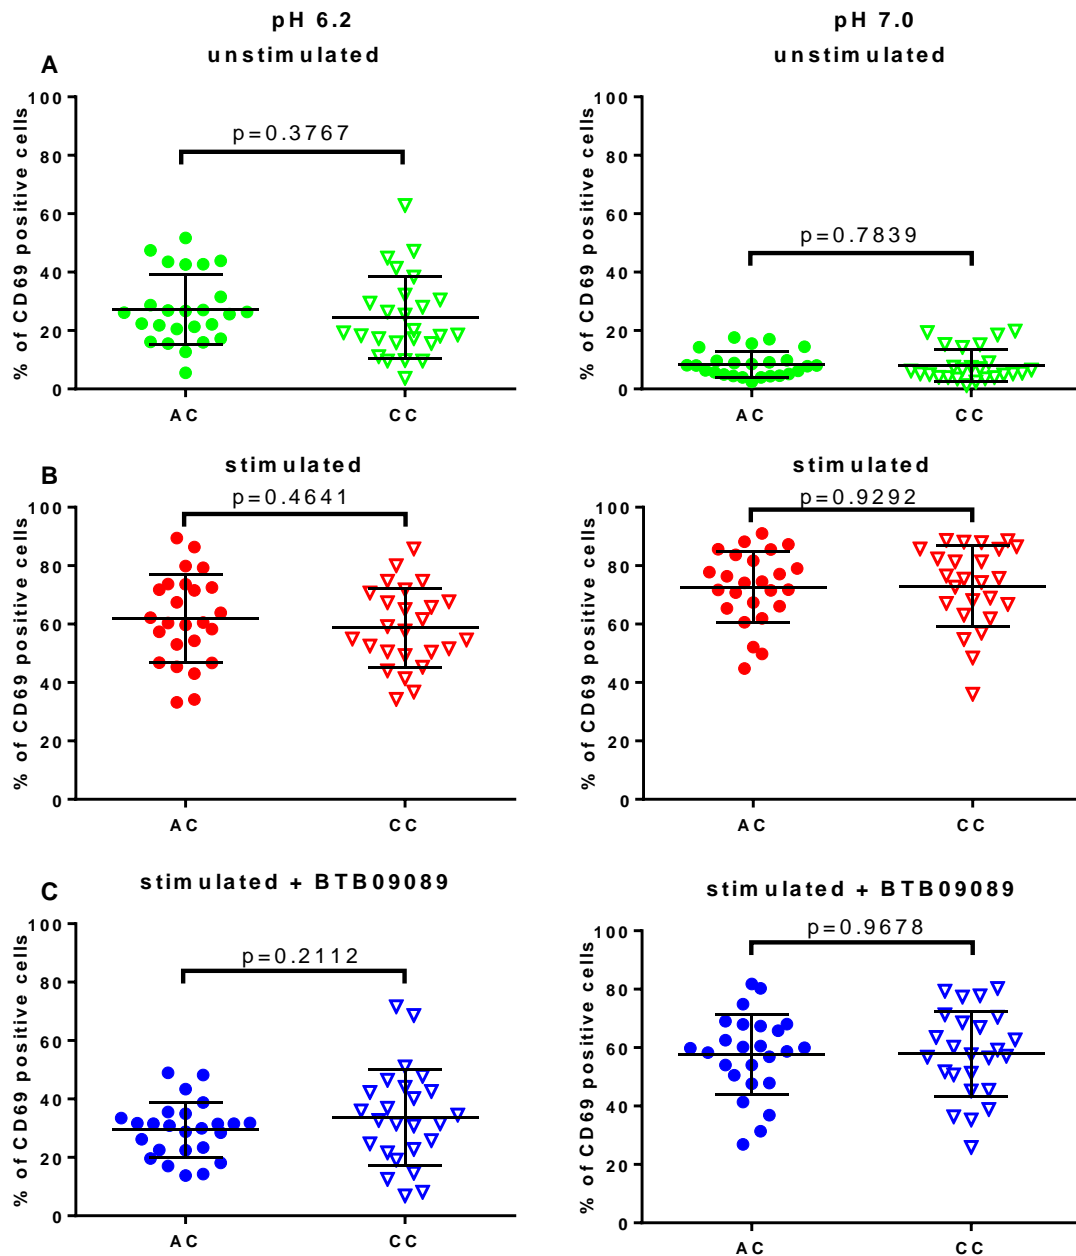 pH 6.2
unstimulated
pH 7.0
unstimulated
A
% of CD69 positive cells
100
80
60
40
20
0
p=0.3767
AC
CC
% of CD69 positive cells
100
80
60
40
20
0
p=0.7839
AC
CC
B
stimulated
% of CD69 positive cells
100
80
60
40
20
0
p=0.4641
AC
CC
stimulated
% of CD69 positive cells
100
80
60
40
20
0
p=0.9292
AC
CC
C
stimulated + BTB09089
% of CD69 positive cells
100
80
60
40
20
0
p=0.2112
AC
CC
stimulated + BTB09089
% of CD69 positive cells
100
80
60
40
20
0
p=0.9678
AC
CC